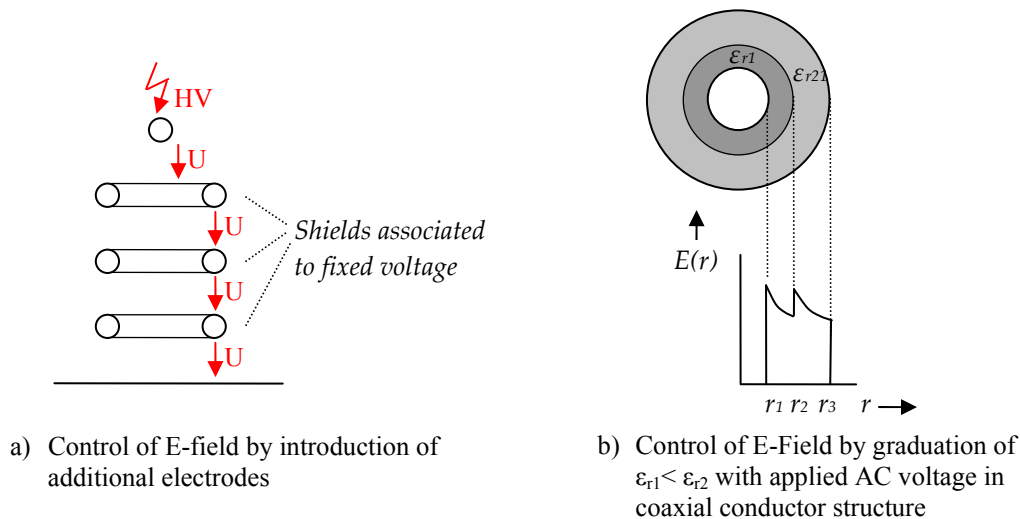 HV
U
U
U
U
Shields associated
to fixed voltage
a) Control of E-field by introduction of
additional electrodes
εr1
εr21
E(r)
r1 r2 r3 r
b) Control of E-Field by graduation of
εr1< εr2 with applied AC voltage in
coaxial conductor structure